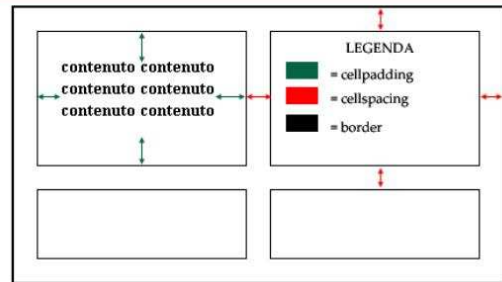 contenuto contenuto
contenuto contenuto
contenuto contenuto
LEGENDA
= cellpadding
= cellspacing
= border